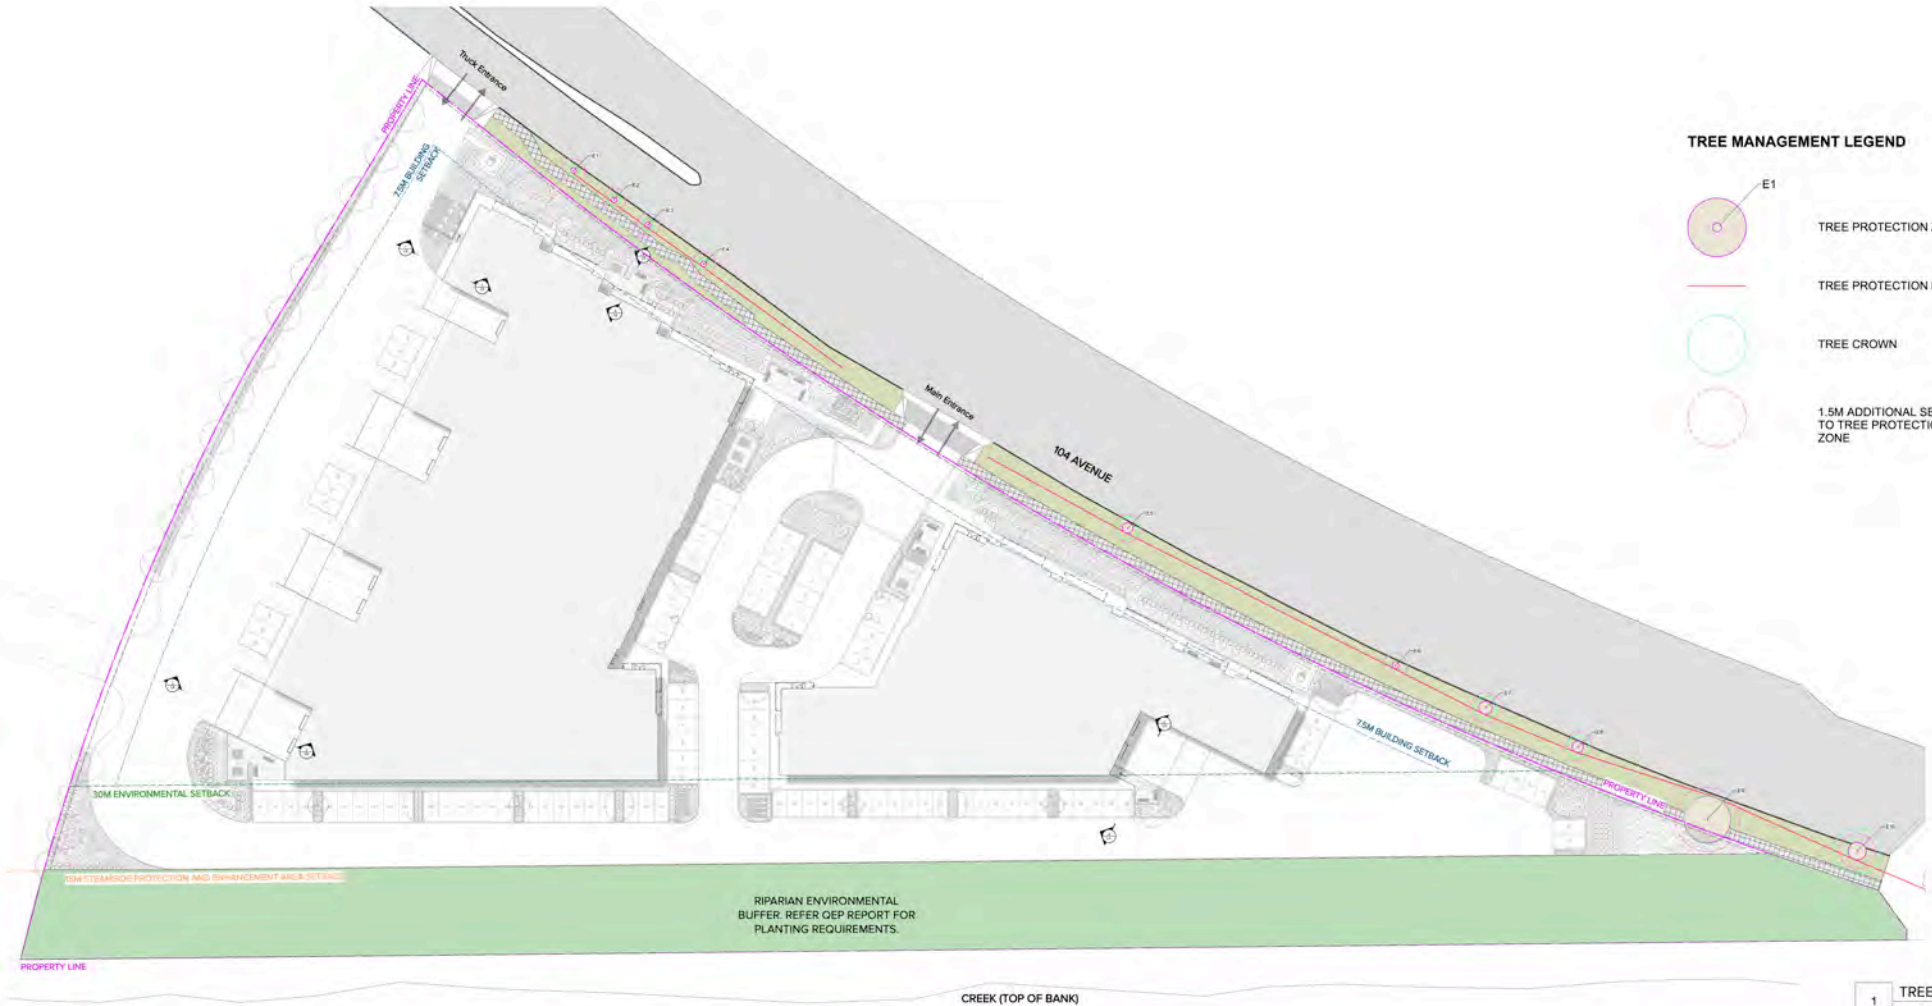 Truck Entrance
PROPERTY LINE
7.5M BUILDING
SETBACK
TREE MANAGEMENT LEGEND
E1
TREE PROTECTION
TREE PROTECTION
TREE CROWN
1.5M ADDITIONAL SE
TO TREE PROTECTIO
ZONE
Main Entrance
104 AVENUE
7.5M BUILDING SETBACK
PROPERTY LINE
30M ENVIRONMENTAL SETBACK
RIPARIAN ENVIRONMENTAL
BUFFER. REFER QEP REPORT FOR
PLANTING REQUIREMENTS.
PROPERTY LINE
CREEK (TOP OF BANK)
1
TREE